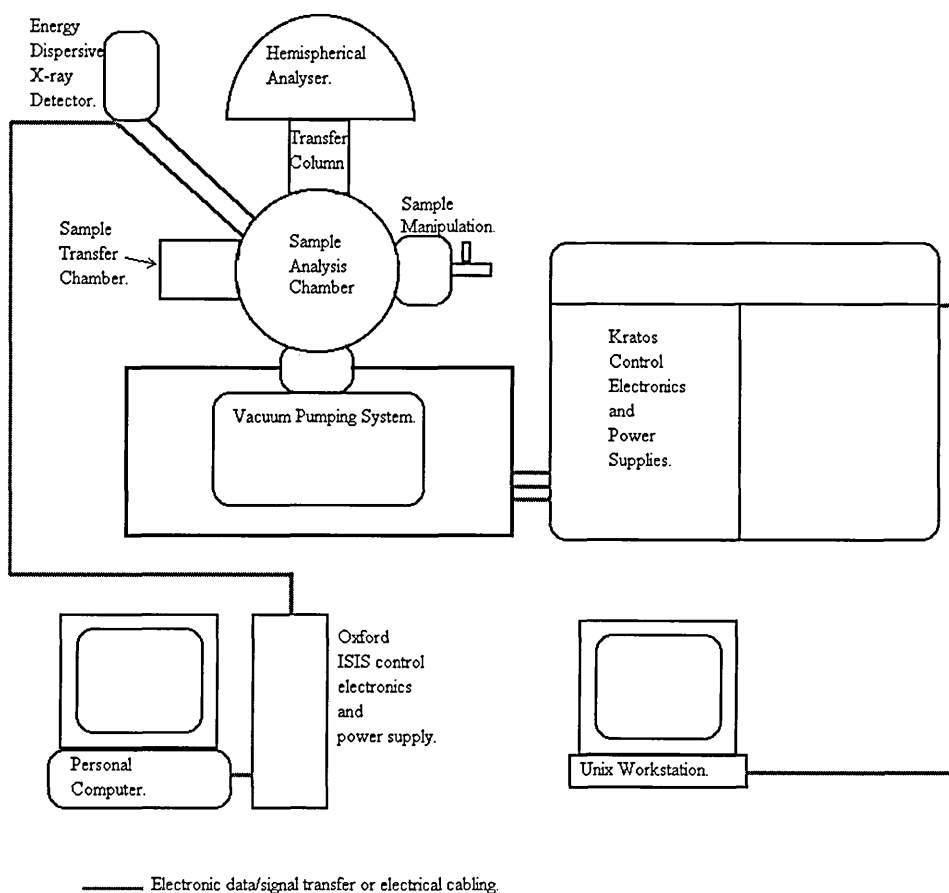 Energy
Dispersive
X-ray
Detector.
Hemispherical
Analyser.
Transfer
Column
Sample
Manipulation.
Sample
Transfer
Chamber.
Sample
Analysis
Chamber
Kratos
Control
Electronics
and
Power
Supplies.
Vacuum Pumping System.
Oxford
ISIS control
electronics
and
power supply.
Personal
Computer.
Unix Workstation.
Electronic data/signal transfer or electrical cabling.